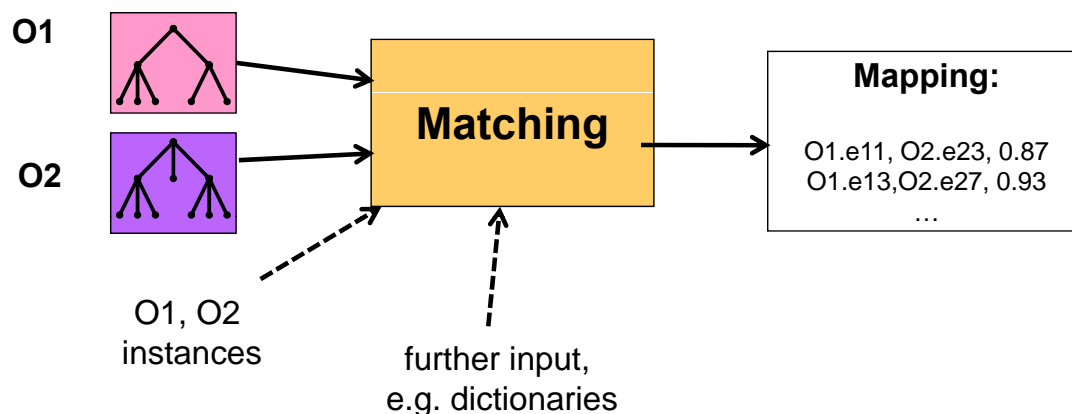 O1
O2
Matching
Mapping:
O1.e11, O2.e23, 0.87
O1.e13,O2.e27, 0.93
…
O1, O2
instances
further input,
e.g. dictionaries